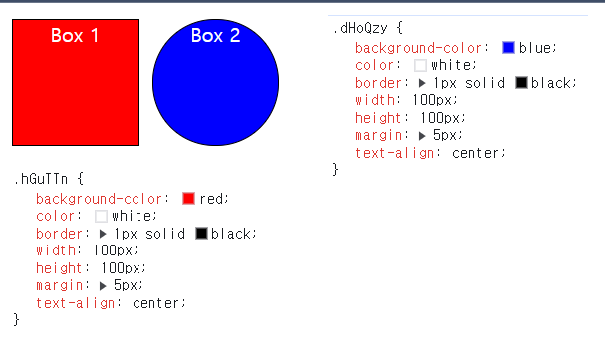 Box 1
Box 2
.dHoQzy {
background-color: blue;
color: white;
border: 1px solid black;
width: 100px;
height: 100px;
margin: 5px;
text-align: center;
}
.hGuTTn {
background-color: red;
color: white;
border: 1px solid black;
width: 100px;
height: 100px;
margin: 5px;
text-align: center;
}